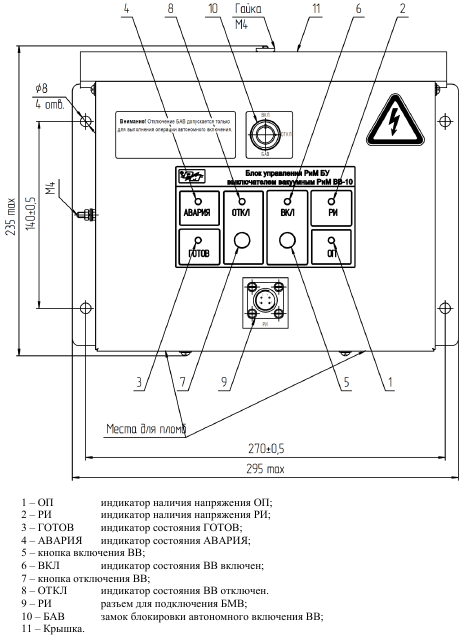 4 8 Гайка М4 11 2
10 6
⌀8
4 отв.
Внимание! Отключение БАВ допускается только
для выполнения операции автономного включения.
ВКЛ
ОТКЛ
БАВ
Блок управления РиМ БУ
выключателем вакуумным РиМ ВВ-10
АВАРИЯ ОТКЛ ВКЛ РИ
ГОТОВ ОП
М4
140±0,5
235 max
РИ
3 7 9 5 1
Места для пломб
270±0,5
295 max
1 – ОП индикатор наличия напряжения ОП;
2 – РИ индикатор наличия напряжения РИ;
3 – ГОТОВ индикатор состояния ГОТОВ;
4 – АВАРИЯ индикатор состояния АВАРИЯ;
5 – кнопка включения ВВ;
6 – ВКЛ индикатор состояния ВВ включен;
7 – кнопка отключения ВВ;
8 – ОТКЛ индикатор состояния ВВ отключен.
9 – РИ разъем для подключения БМВ;
10 – БАВ замок блокировки автономного включения ВВ;
11 – Крышка.